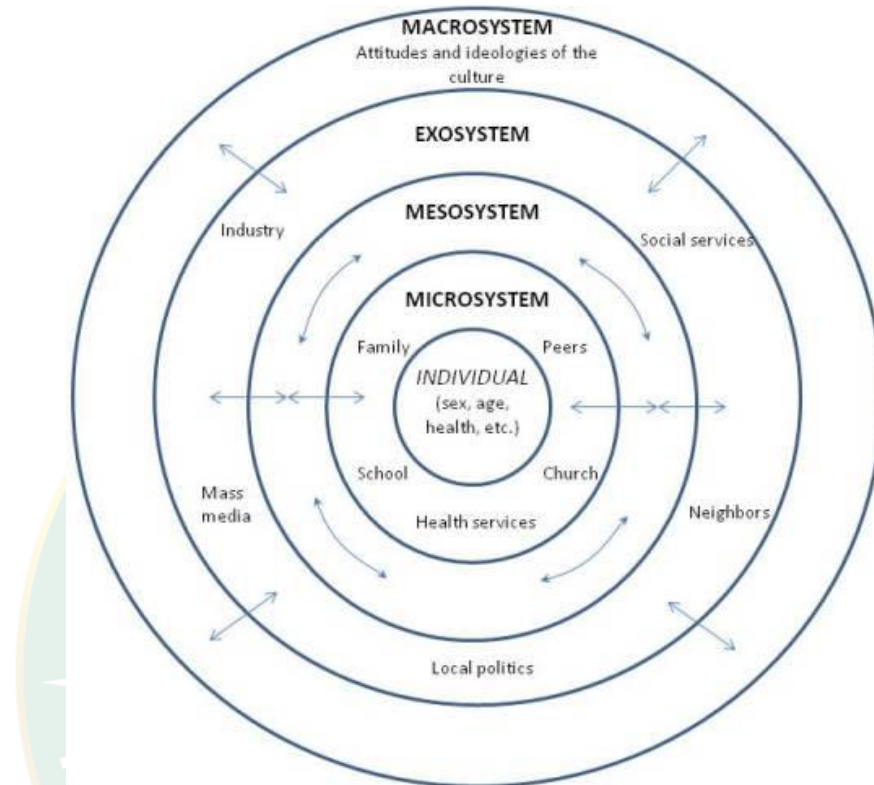 MACROSYSTEM
Attitudes and ideologies of the
culture
EXOSYSTEM
MESOSYSTEM
Industry
Social services
MICROSYSTEM
Family
Peers
INDIVIDUAL
(sex, age,
health, etc.)
School
Church
Mass
media
Health services
Neighbors
Local politics